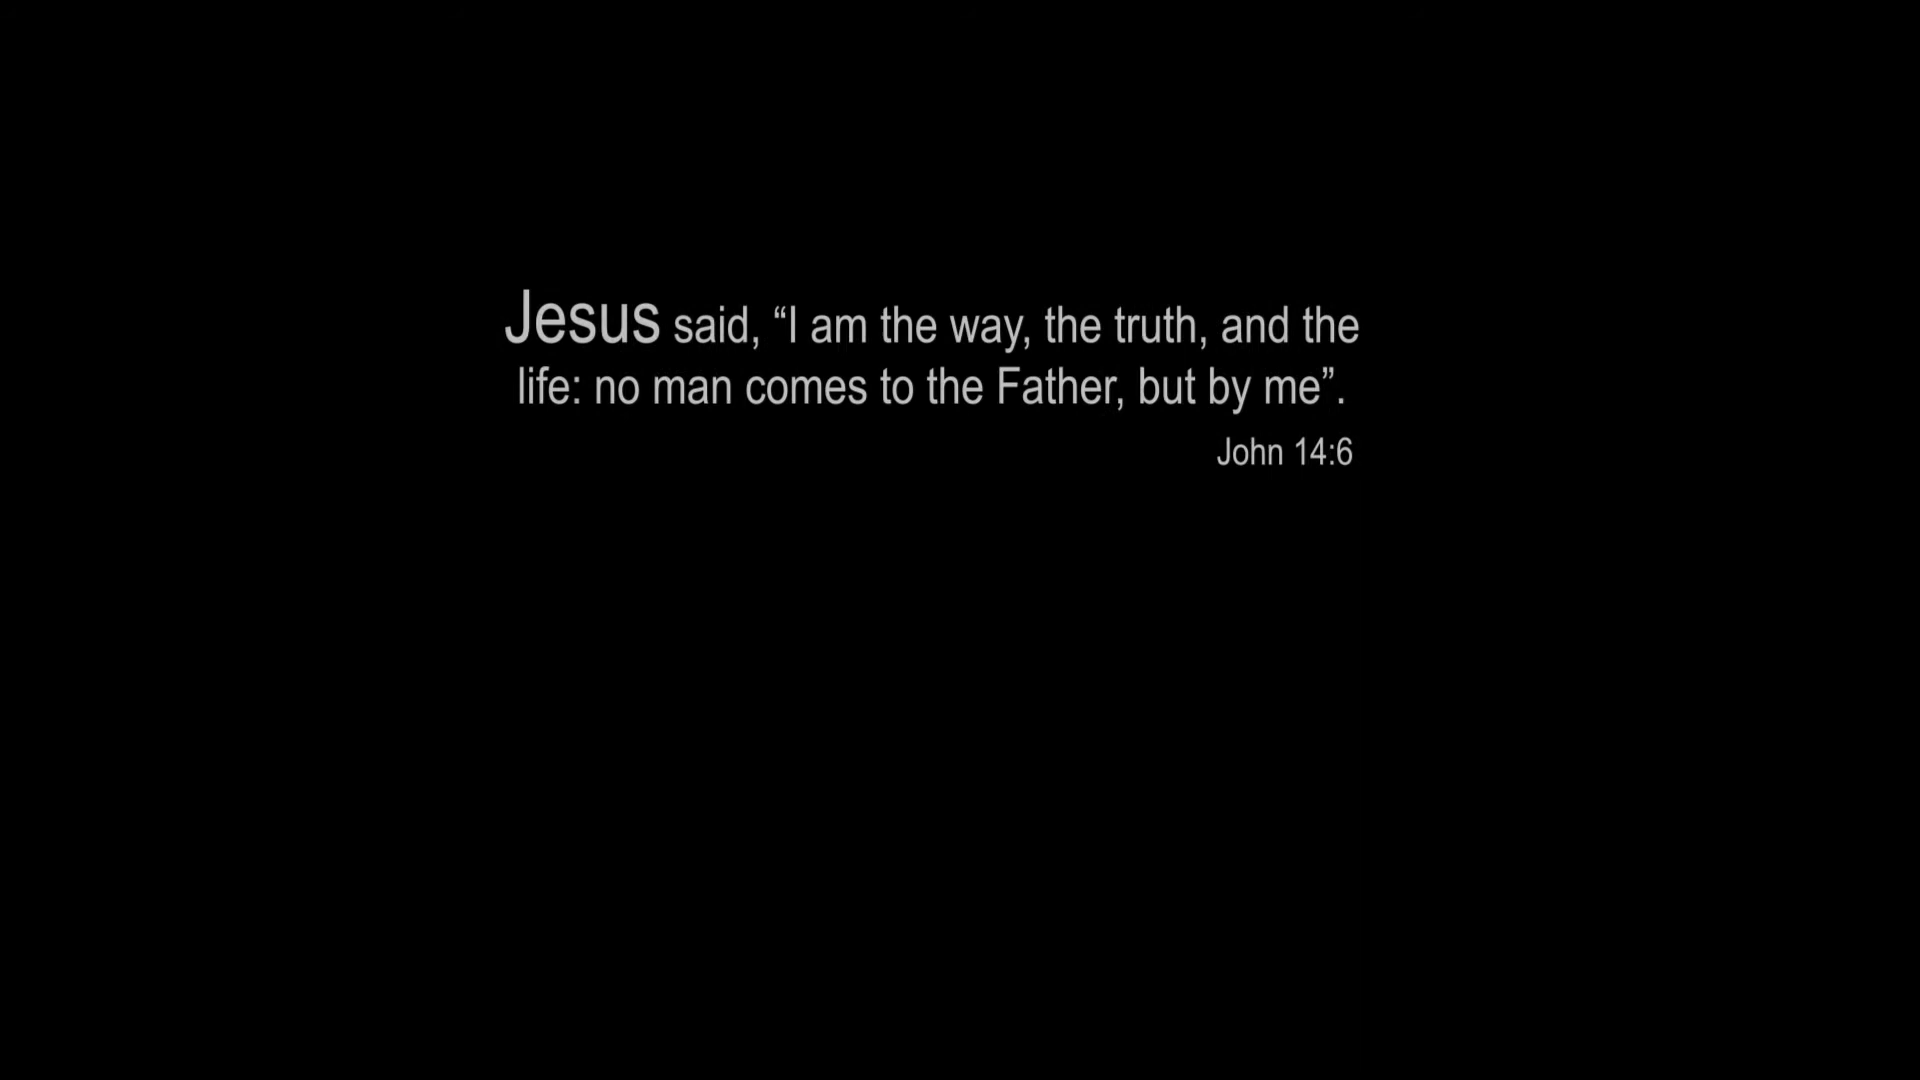 Jesus said, “I am the way, the truth, and the
life: no man comes to the Father, but by me”.
John 14:6